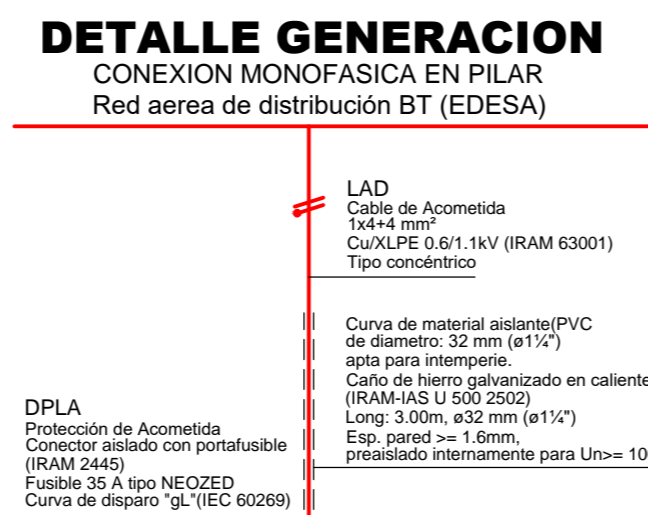 DETALLE GENERACION
CONEXION MONOFASICA EN PILAR
Red aerea de distribución BT (EDESA)
LAD
Cable de Acometida
1x4+4 mm²
Cu/XLPE 0.6/1.1kV (IRAM 63001)
Tipo concéntrico
Curva de material aislante(PVC
de diametro: 32 mm (ø1¼")
apta para intemperie.
Caño de hierro galvanizado en caliente
(IRAM-IAS U 500 2502)
Long: 3.00m, ø32 mm (ø1¼")
Esp. pared >= 1.6mm,
preaislado internamente para Un>=
DPLA
Protección de Acometida
Conector aislado con portafusible
(IRAM 2445)
Fusible 35 A tipo NEOZED
Curva de disparo "gL"(IEC 60269)